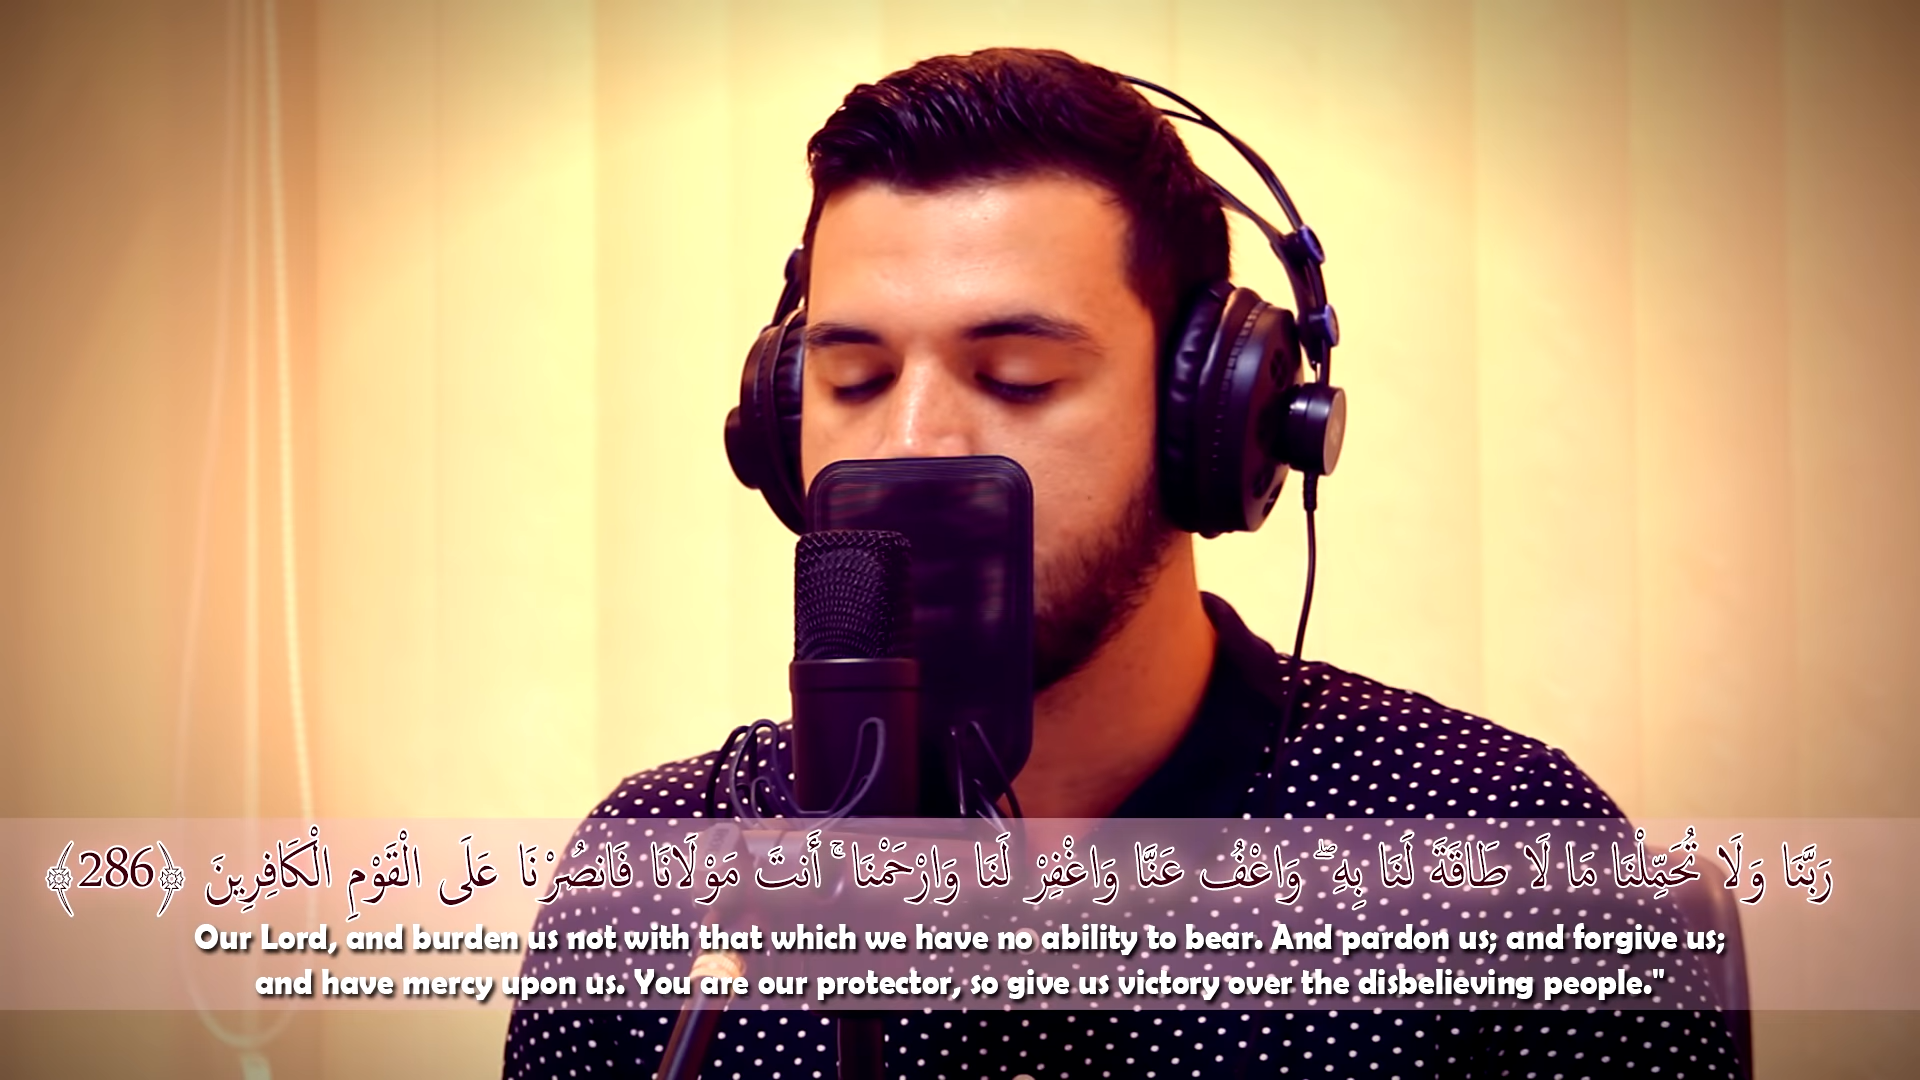 رَبَّنَا وَلَا تُحَمِّلْنَا مَا لَا طَاقَةَ لَنَا بِهِ ۖ وَاعْفُ عَنَّا وَاغْفِرْ لَنَا وَارْحَمْنَا ۚ أَنتَ مَوْلَانَا فَانصُرْنَا عَلَى الْقَوْمِ الْكَافِرِينَ ﴿286﴾
Our Lord, and burden us not with that which we have no ability to bear. And pardon us; and forgive us;
and have mercy upon us. You are our protector, so give us victory over the disbelieving people."